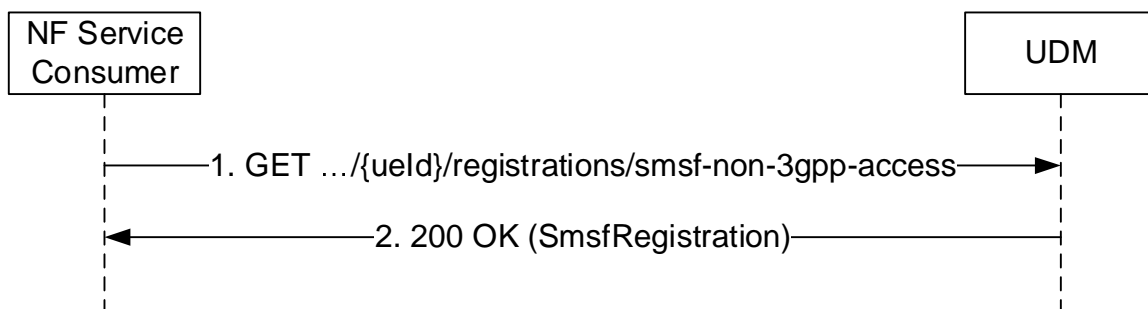 NF Service
Consumer
UDM
1. GET …/{ueId}/registrations/smsf-non-3gpp-access
2. 200 OK (SmsfRegistration)